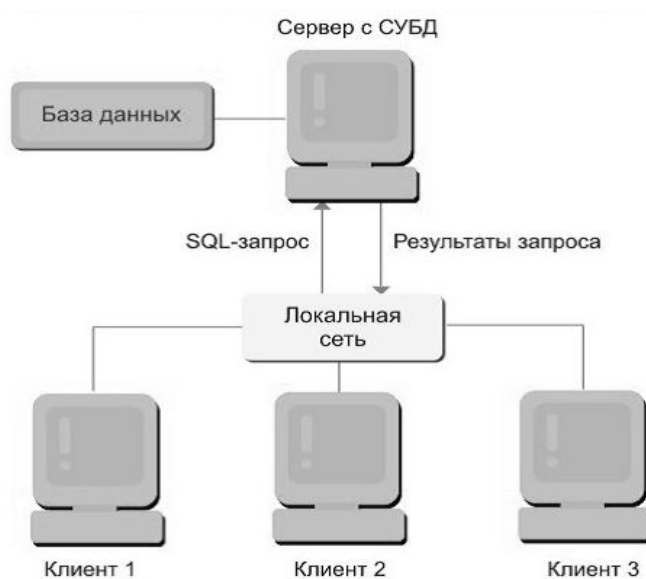 Сервер с СУБД
База данных
SQL-запрос
Результаты запроса
Локальная
сеть
Клиент 1
Клиент 2
Клиент 3